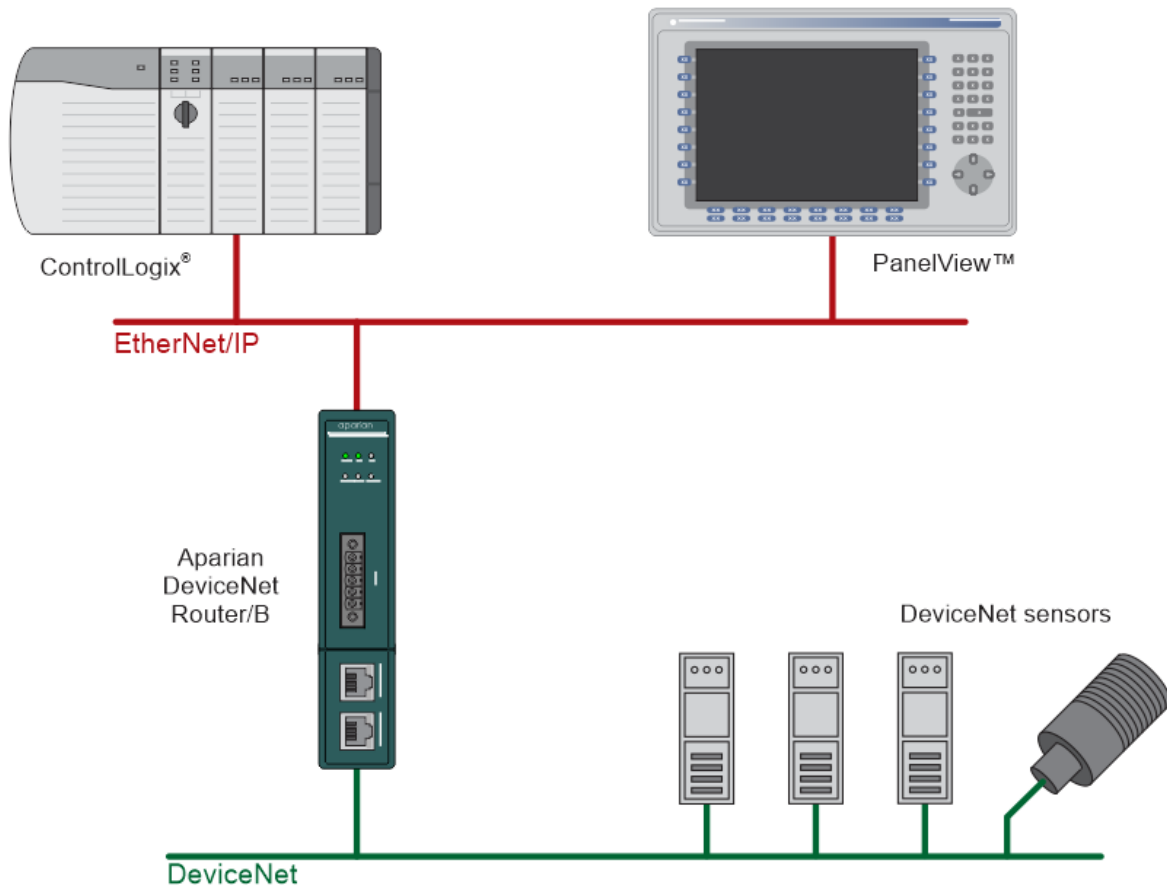 ControlLogix®
PanelView™
EtherNet/IP
aparian
Aparian
DeviceNet
Router/B
DeviceNet sensors
DeviceNet